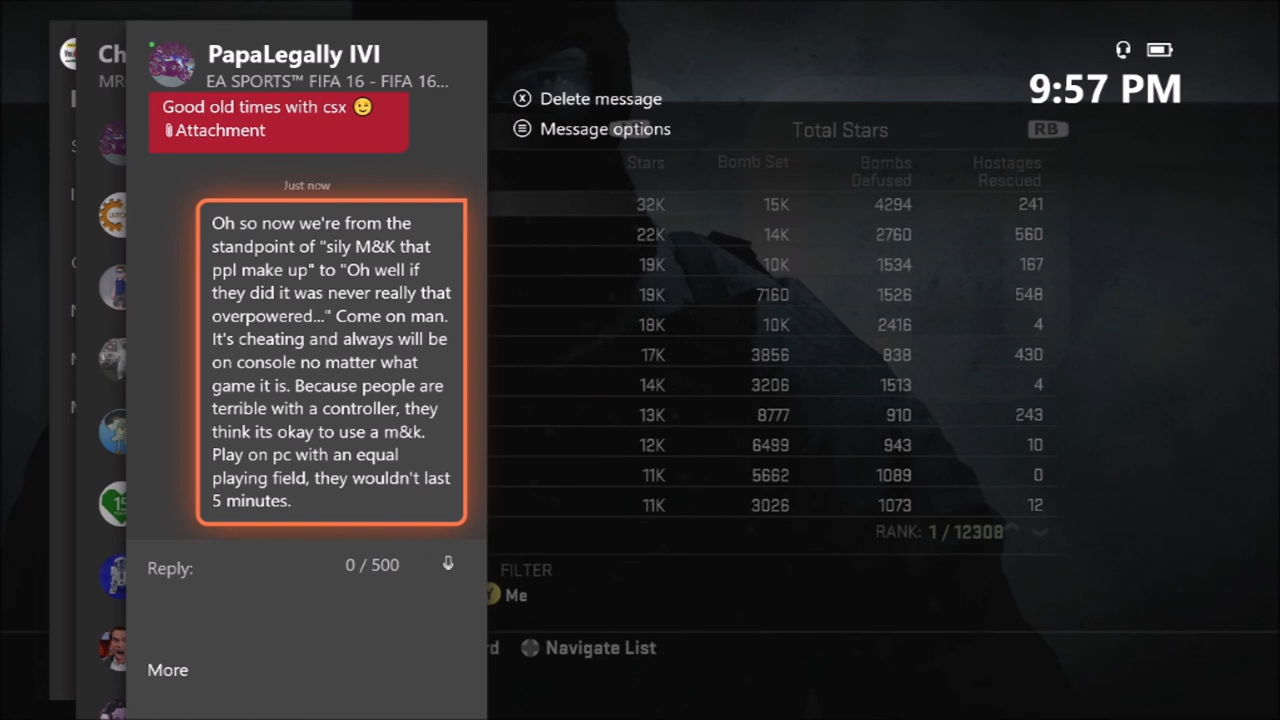 Ch
MR
PapaLegally IVI
EA SPORTS™ FIFA 16 - FIFA 16...
Good old times with csx 😉
Attachment
Just now
Oh so now we're from the
standpoint of "sily M&K that
ppl make up" to "Oh well if
they did it was never really that
overpowered..." Come on man.
It's cheating and always will be
on console no matter what
game it is. Because people are
terrible with a controller, they
think its okay to use a m&k.
Play on pc with an equal
playing field, they wouldn't last
5 minutes.
Reply: 0 / 500
More
Delete message
Message options
9:57 PM
Total Stars RB
Stars Bomb Set Bombs Defused Hostages Rescued
32K 15K 4294 241
22K 14K 2760 560
19K 10K 1534 167
19K 7160 1526 548
18K 10K 2416 4
17K 3856 838 430
14K 3206 1513 4
13K 8777 910 243
12K 6499 943 10
11K 5662 1089 0
11K 3026 1073 12
RANK: 1 / 12308
FILTER
Y Me
rd Navigate List